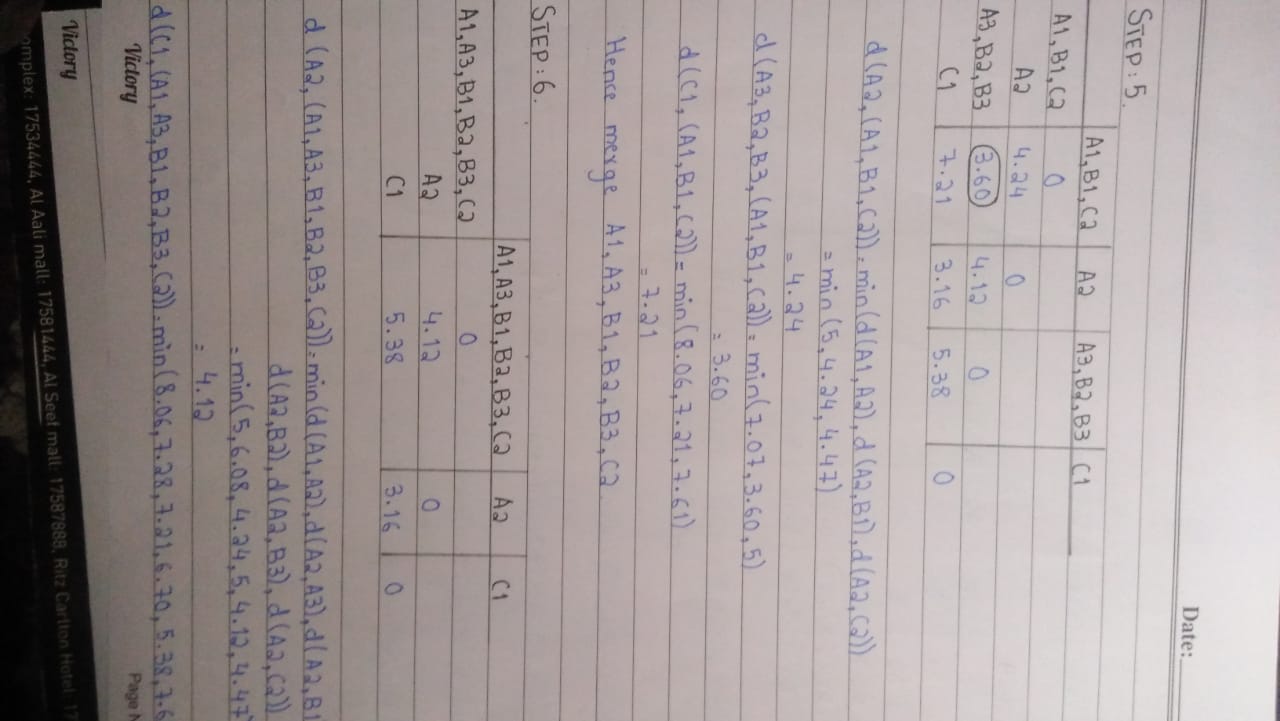 Date:
STEP:5.
A1,B1,C2 A2 A3,B2,B3 C1
A1,B1,C2 0
A2 4.24 0
A3,B2,B3 3.60 4.12 0
C1 7.21 3.16 5.38 0
d(A2,(A1,B1,C2)) = min(d(A1,A2),d(A2,B1),d(A2,C2))
= min(5,4.24,4.47)
= 4.24
d(A3,B2,B3,(A1,B1,C2)) = min(7.07,3.60,5)
= 3.60
d(C1,(A1,B1,C2)) = min(8.06,7.21,7.61)
= 7.21
Hence merge A1,A3,B1,B2,B3,C2
STEP:6.
A1,A3,B1,B2,B3,C2 A2 C1
A1,A3,B1,B2,B3,C2 0
A2 4.12 0
C1 5.38 3.16 0
d(A2,(A1,A3,B1,B2,B3,C2)) = min(d(A1,A2),d(A2,A3),d(A2,B1
d(A2,B2),d(A2,B3),d(A2,C2))
= min(5,6.08,4.24,5,4.12,4.47)
= 4.12
d(C1,(A1,A3,B1,B2,B3,C2)) = min(8.06,7.28,7.21,6.70,5.38,7.6
Victory Page
Victory
omplex: 17534444, Al Aali mall: 17581444, Al Seef mall: 17587888, Ritz Carlton Hotel: 17